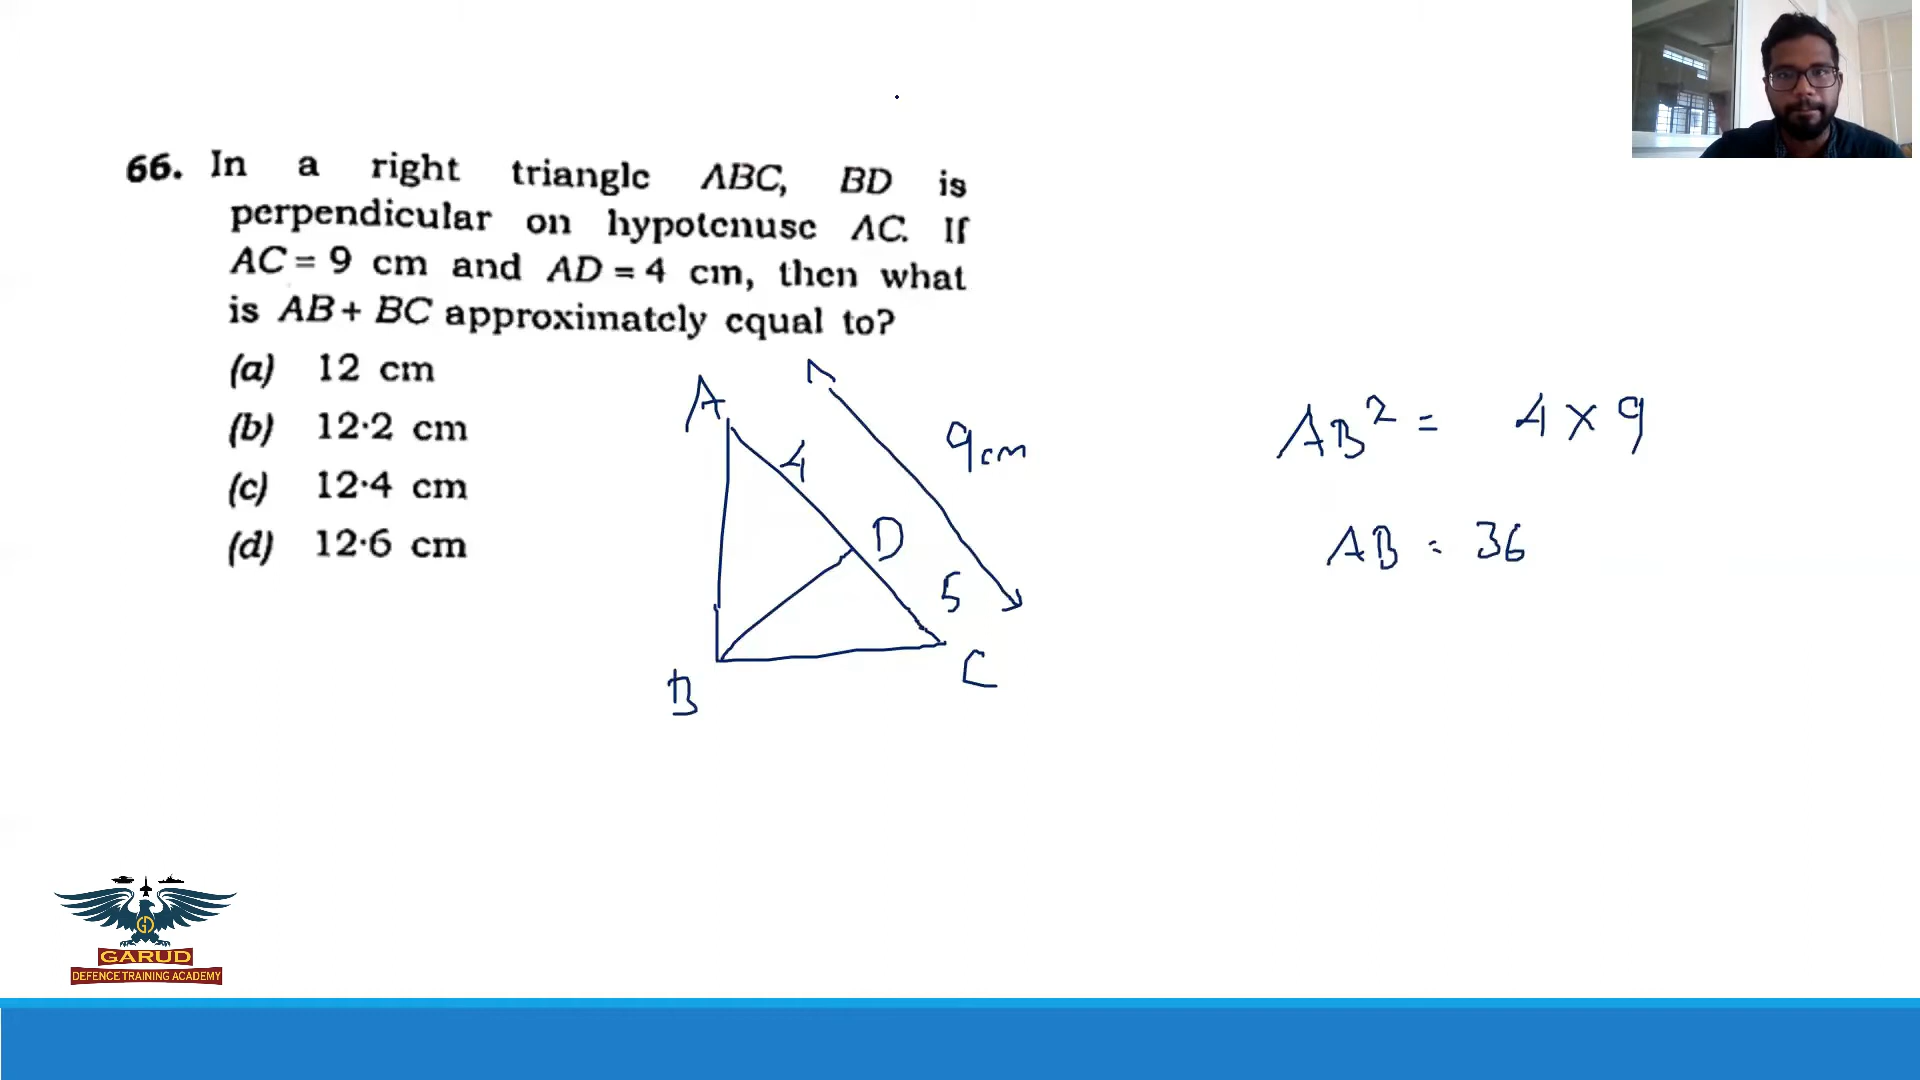 66. In a right triangle ABC, BD is
perpendicular on hypotenuse AC. If
AC = 9 cm and AD = 4 cm, then what
is AB + BC approximately equal to?
(a) 12 cm
(b) 12·2 cm
(c) 12·4 cm
(d) 12·6 cm
A
4
9cm
D
5
B
C
AB² = 4 × 9
AB = 36
GARUD
DEFENCE TRAINING ACADEMY